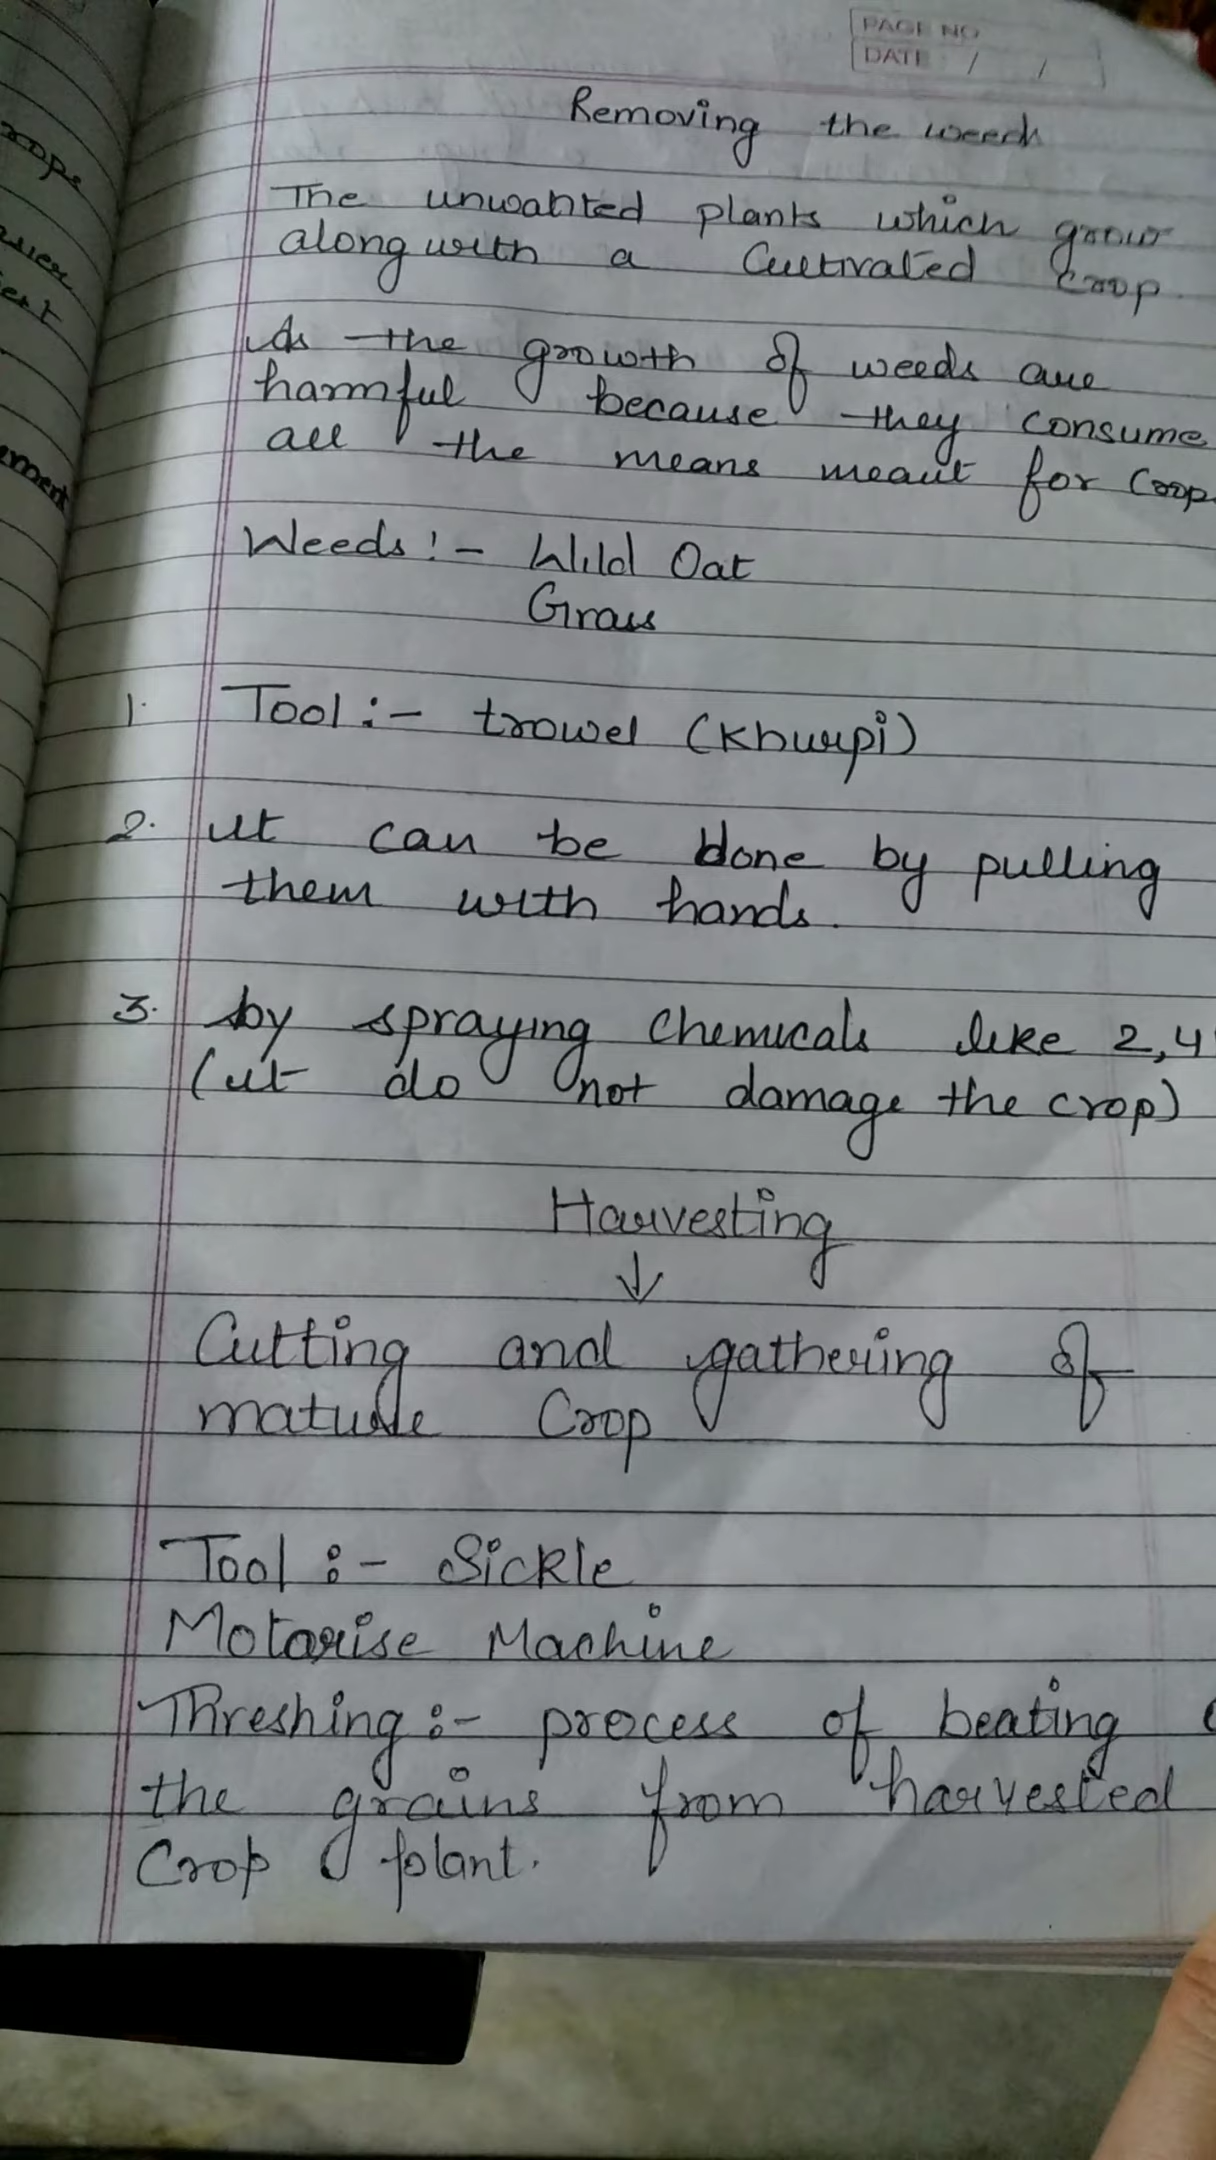 PAGE NO
DATE / /
Removing the weeds
The unwanted plants which grow
along with a Cultivated Crop.
As the growth of weeds are
harmful because they consume
all the means meant for Crop.
Weeds :- Wild Oat
Grass
1. Tool :- trowel (Khurpi)
2. it can be done by pulling
them with hands.
3. by spraying Chemicals like 2,4
(it do not damage the crop)
Harvesting
↓
Cutting and gathering of
mature Crop
Tool :- Sickle
Motorise Machine
Threshing :- process of beating
the grains from harvested
Crop plant.